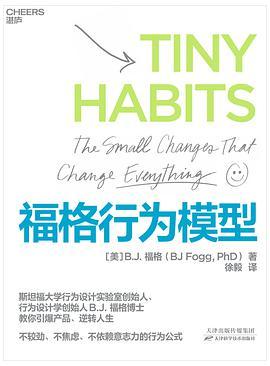 CHEERS
湛庐
TINY
HABITS
The Small Changes That
Change Everything
福格行为模型
[美]B.J. 福格(BJ Fogg, PhD) 著
徐毅 译
斯坦福大学行为设计实验室创始人、
行为设计学创始人B.J. 福格博士
教你引爆产品、逆转人生
不较劲、不焦虑、不依赖意志力的行为公式
天津出版传媒集团
天津科学技术出版社